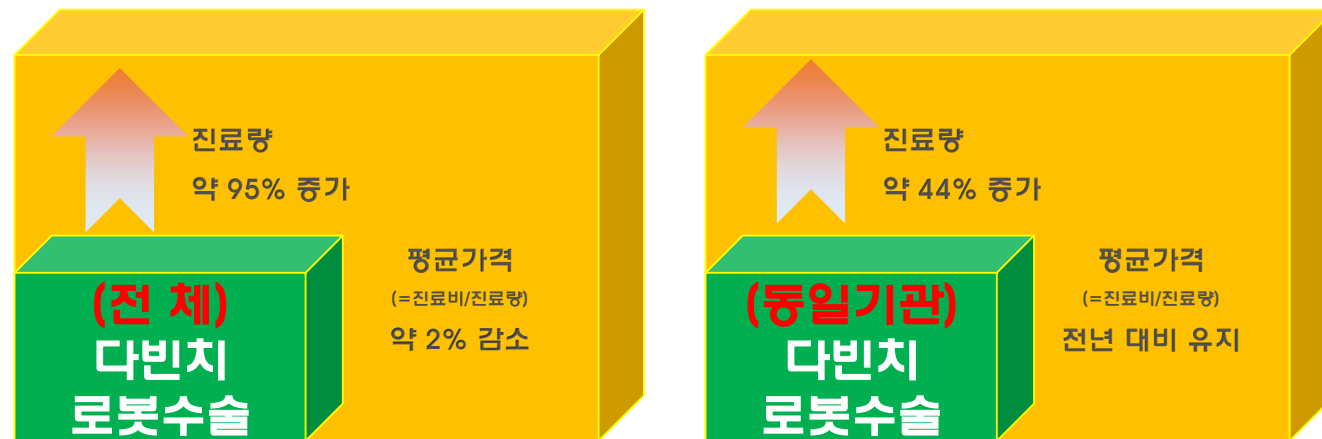 진료량
약 95% 증가
평균가격
(=진료비/진료량)
약 2% 감소
(전 체)
다빈치
로봇수술
진료량
약 44% 증가
평균가격
(=진료비/진료량)
전년 대비 유지
(동일기관)
다빈치
로봇수술